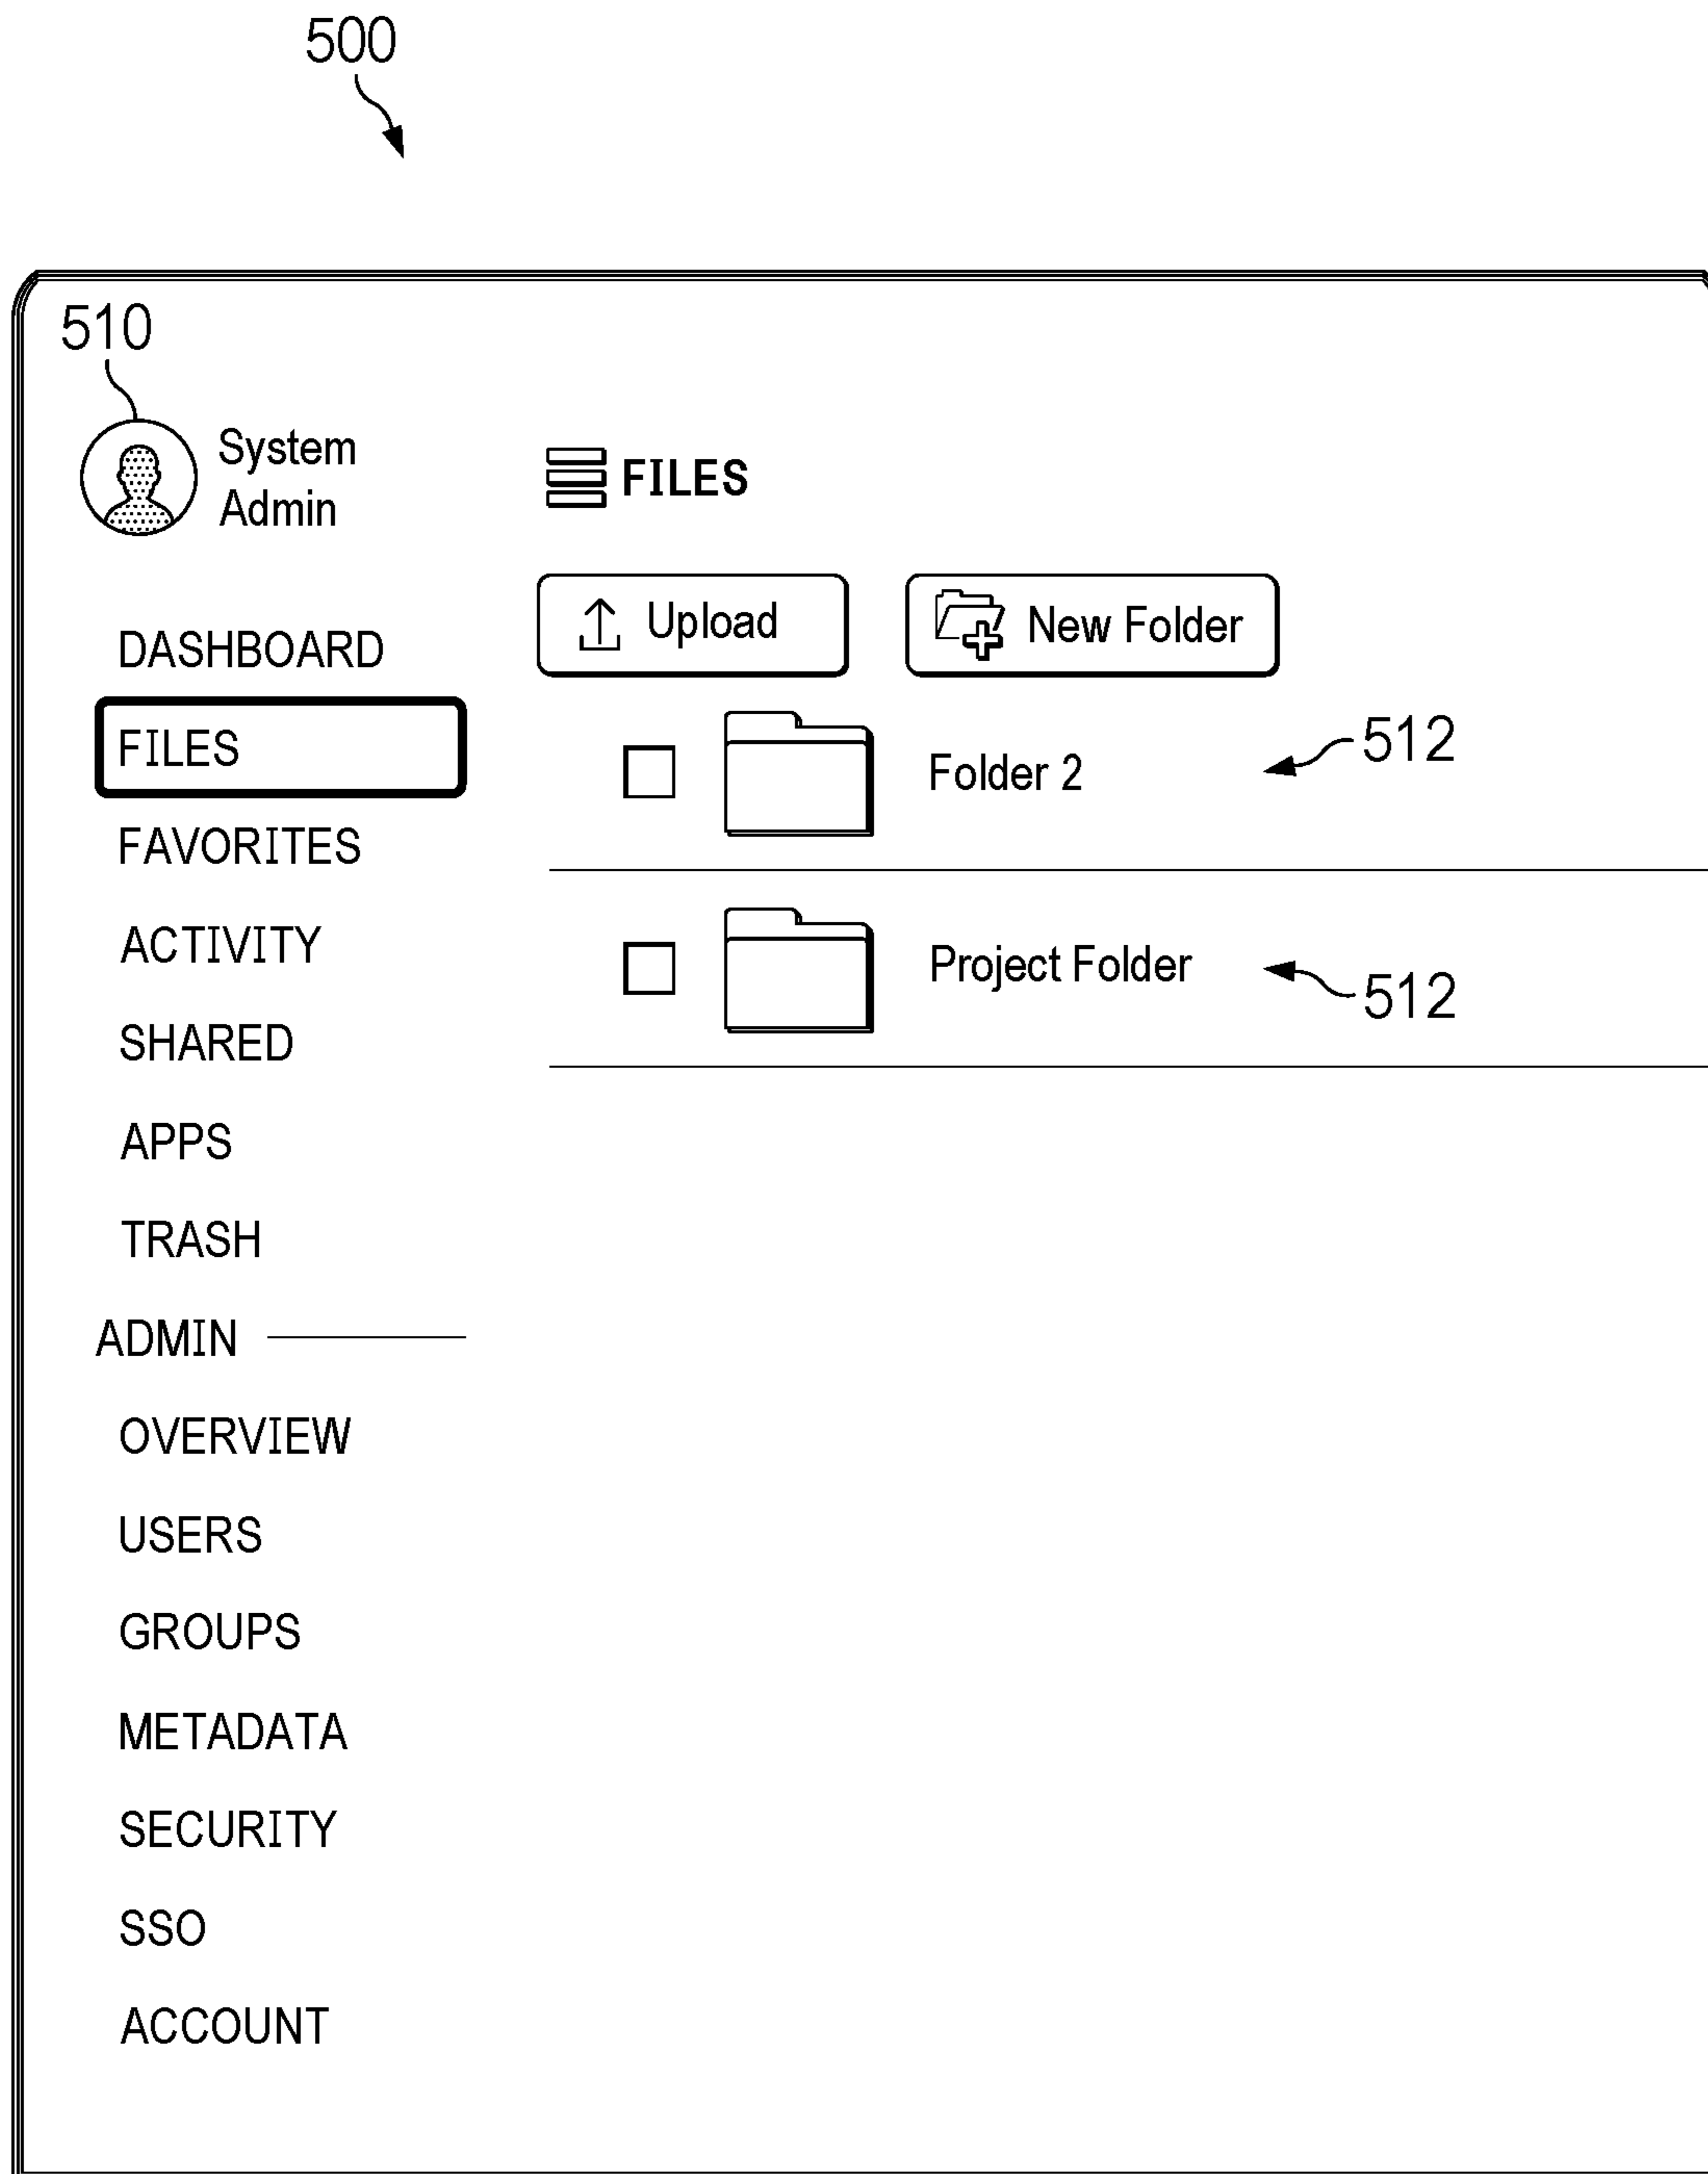 500
510
System
Admin
FILES
Upload
New Folder
DASHBOARD
FILES
FAVORITES
ACTIVITY
SHARED
APPS
TRASH
ADMIN
OVERVIEW
USERS
GROUPS
METADATA
SECURITY
SSO
ACCOUNT
Folder 2
512
Project Folder
512